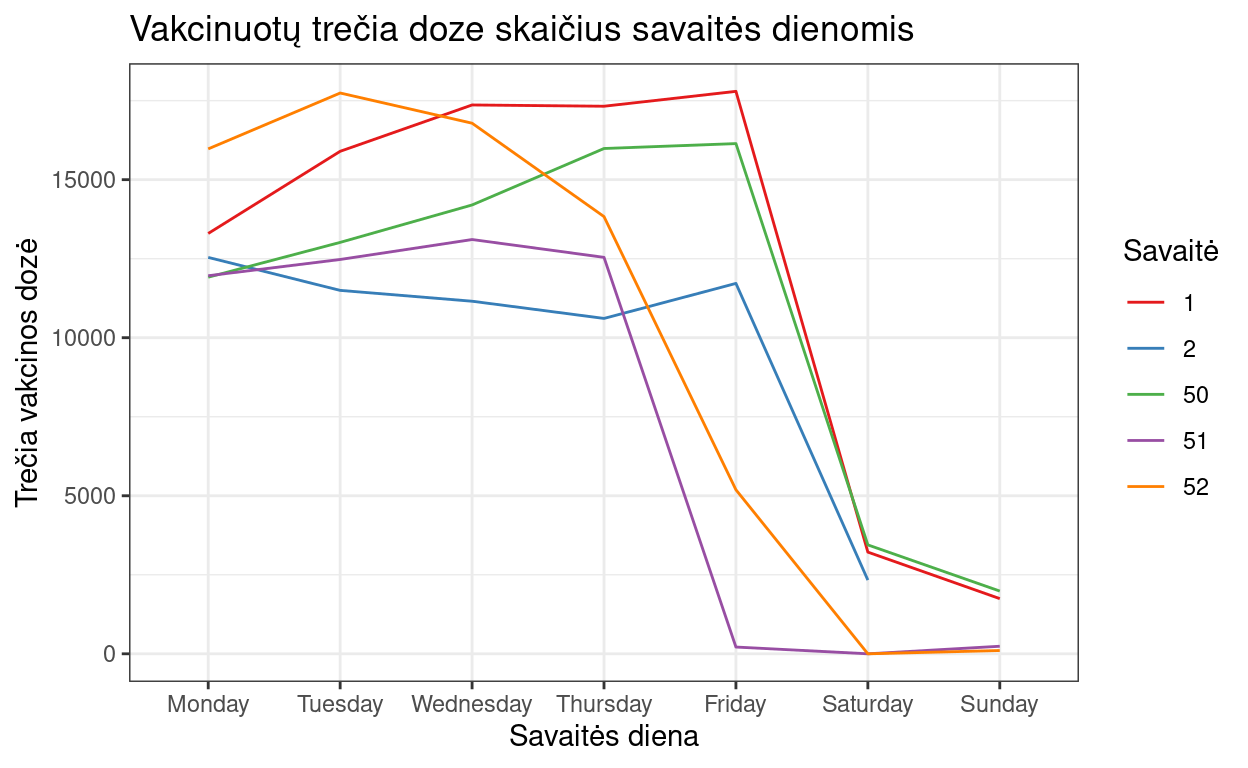 Vakcinuotų trečia doze skaičius savaitės dienomis
Trečia vakcinos dozė
15000
10000
5000
0
Monday Tuesday Wednesday Thursday Friday Saturday Sunday
Savaitės diena
Savaitė
1
2
50
51
52